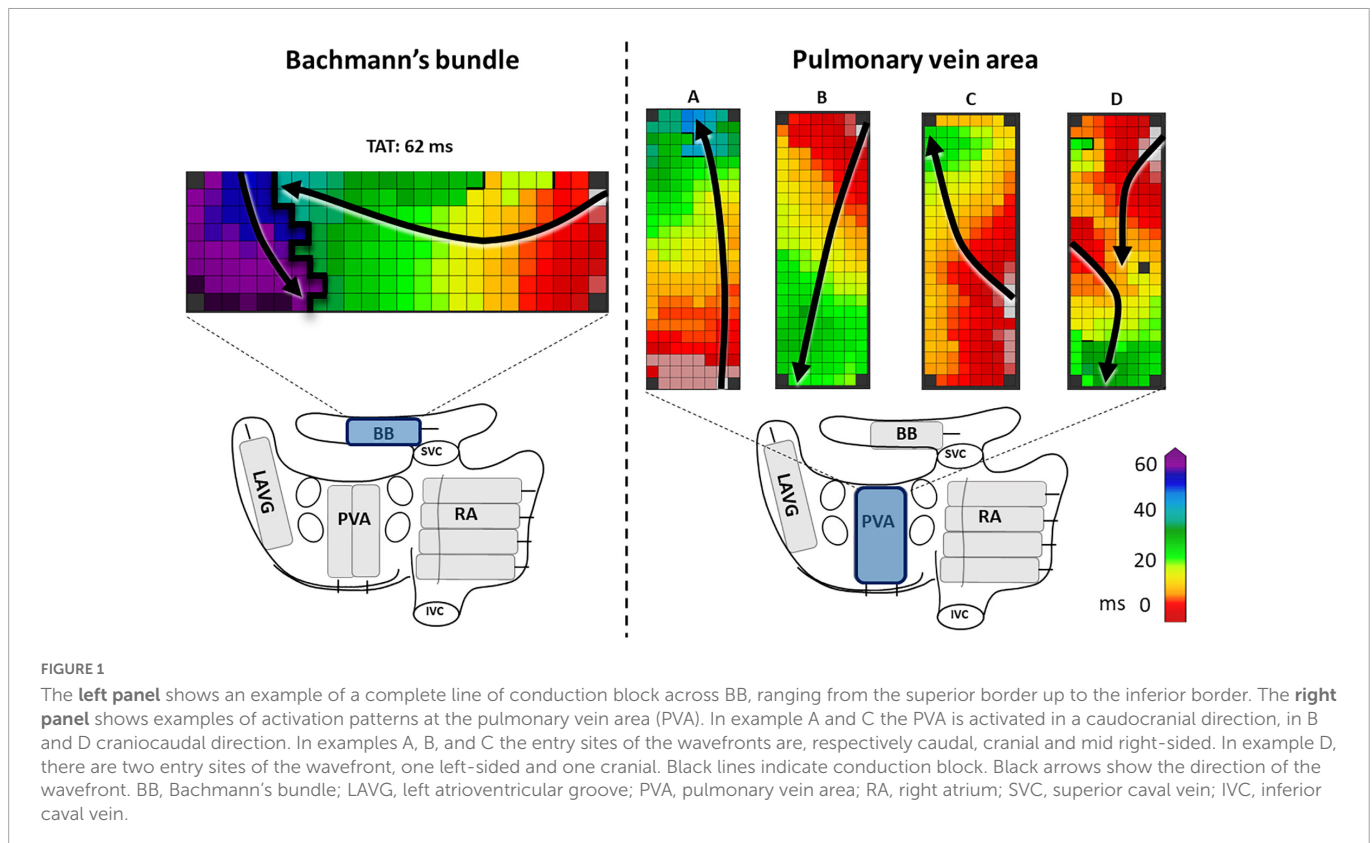 Bachmann's bundle
Pulmonary vein area
A
B
C
D
TAT: 62 ms
BB
SVC
LAVG
PVA
RA
IVC
BB
SVC
LAVG
PVA
RA
IVC
60
40
20
ms 0
FIGURE 1
The left panel shows an example of a complete line of conduction block across BB, ranging from the superior border up to the inferior border. The right
panel shows examples of activation patterns at the pulmonary vein area (PVA). In example A and C the PVA is activated in a caudocranial direction, in B
and D craniocaudal direction. In examples A, B, and C the entry sites of the wavefronts are, respectively caudal, cranial and mid right-sided. In example D,
there are two entry sites of the wavefront, one left-sided and one cranial. Black lines indicate conduction block. Black arrows show the direction of the
wavefront. BB, Bachmann's bundle; LAVG, left atrioventricular groove; PVA, pulmonary vein area; RA, right atrium; SVC, superior caval vein; IVC, inferior
caval vein.